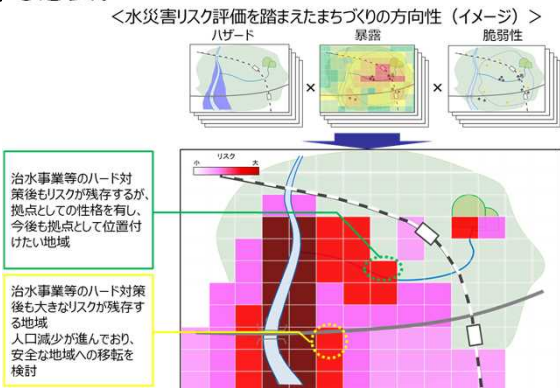 ＜水災害リスク評価を踏まえたまちづくりの方向性（イメージ）＞
ハザード
暴露
脆弱性
×
×
リスク
小
大
治水事業等のハード対
策後もリスクが残存するが、
拠点としての性格を有し、
今後も拠点として位置付
けたい地域
治水事業等のハード対策
後も大きなリスクが残存す
る地域
人口減少が進んでおり、
安全な地域への移転を
検討